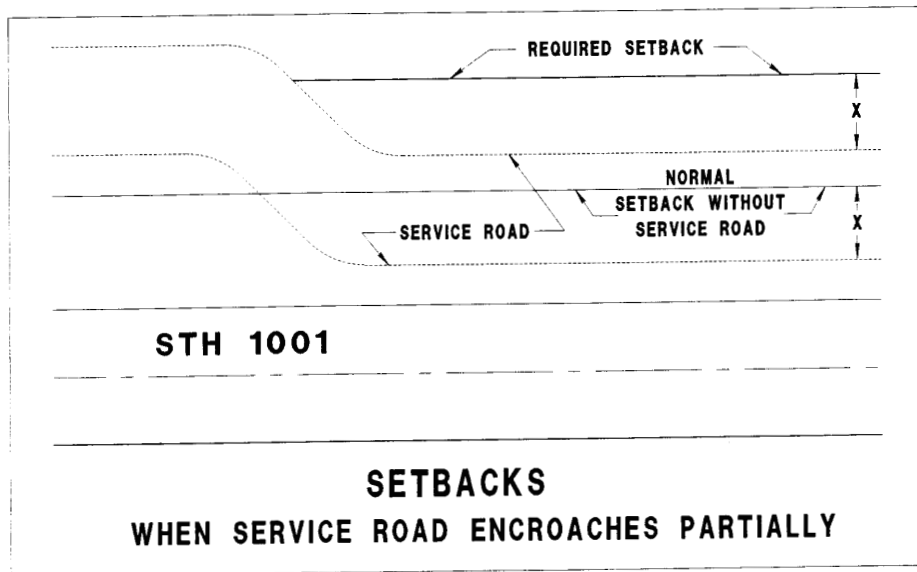 REQUIRED SETBACK
X
NORMAL
SETBACK WITHOUT
SERVICE ROAD
SERVICE ROAD
X
STH 1001
SETBACKS
WHEN SERVICE ROAD ENCROACHES PARTIALLY